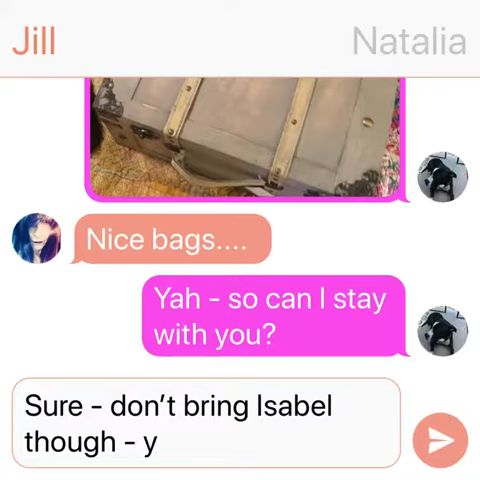 Jill
Natalia
Nice bags....
Yah - so can I stay
with you?
Sure - don’t bring Isabel
though - y